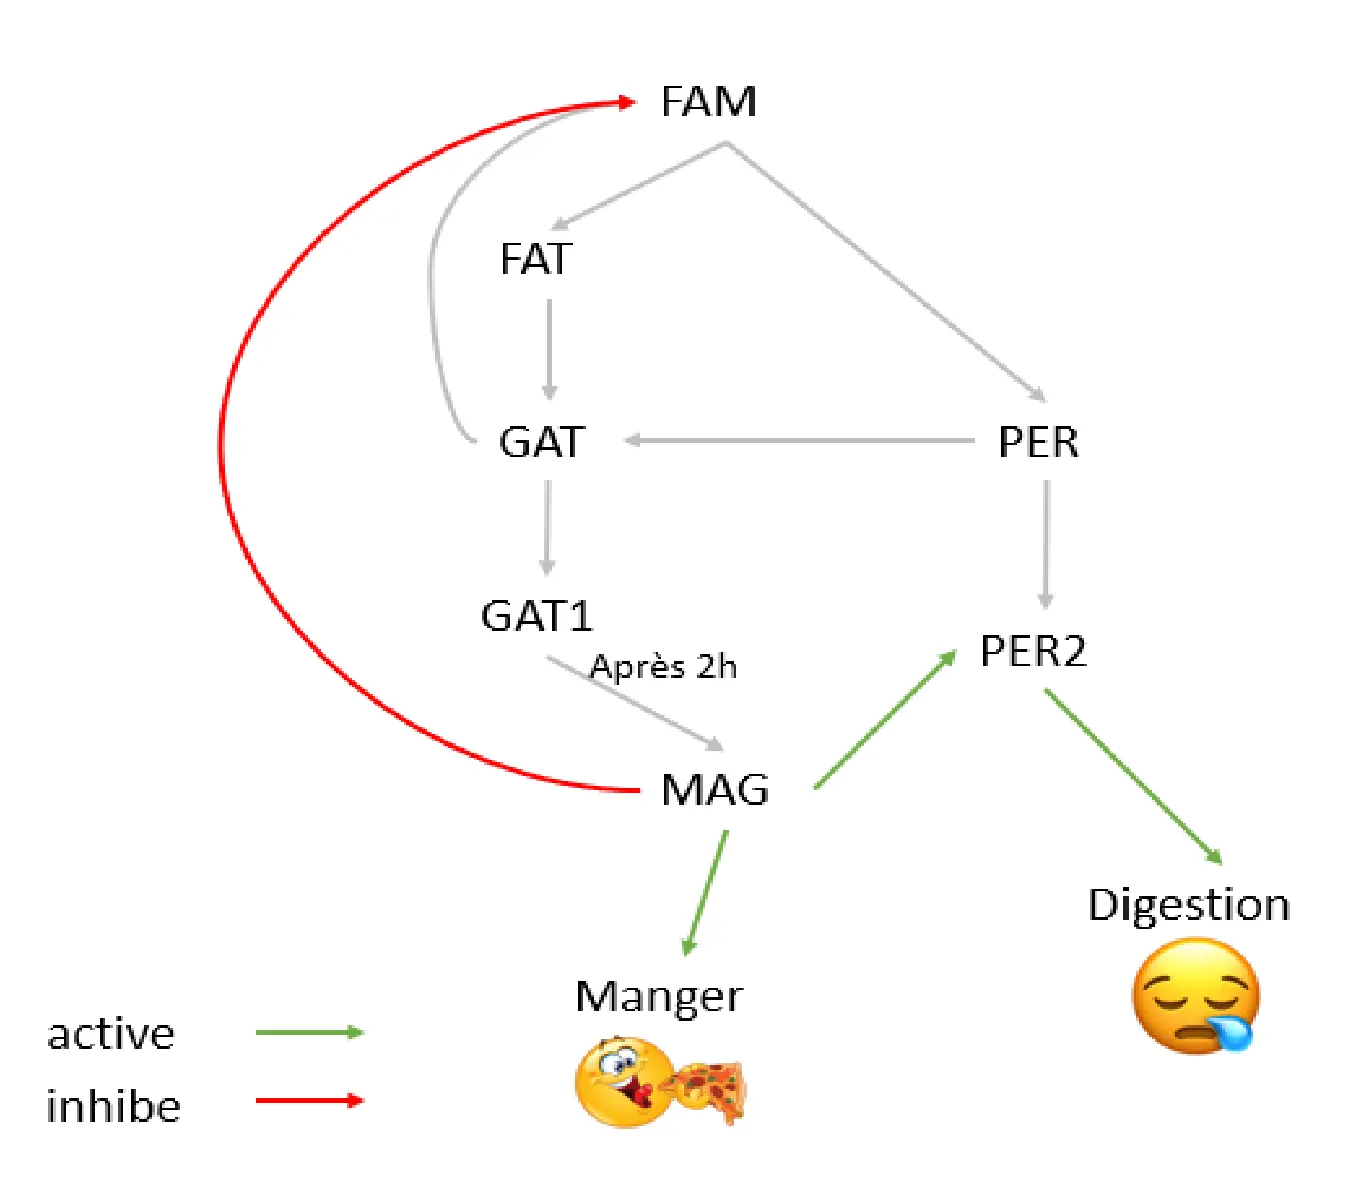 FAM
FAT
GAT
PER
GAT1
Après 2h
PER2
MAG
Digestion
Manger
active
inhibe